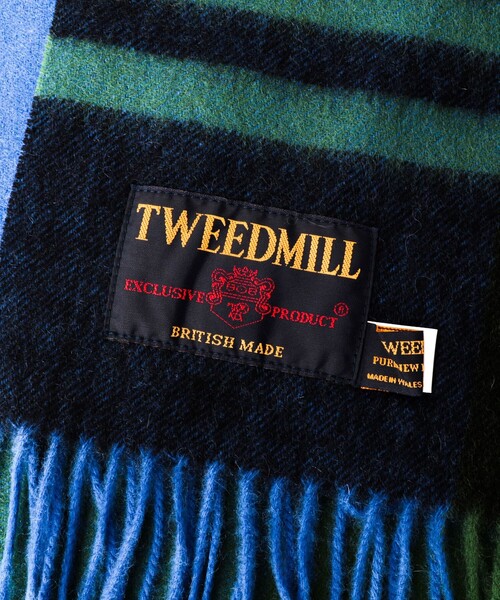 TWEEDMILL
EXCLUSIVE PRODUCT ®
BRITISH MADE
MADE IN WALES